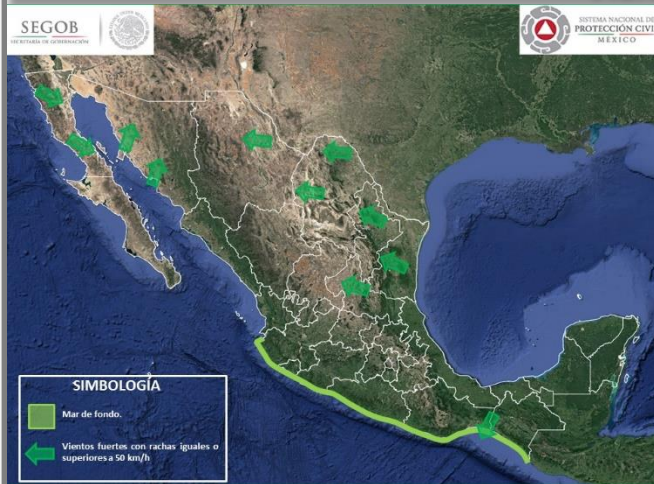 SEGOB
SECRETARÍA DE GOBERNACIÓN
SISTEMA NACIONAL DE
PROTECCIÓN CIVIL
MÉXICO
SIMBOLOGÍA
Mar de fondo.
Vientos fuertes con rachas iguales o
superiores a 50 km/h